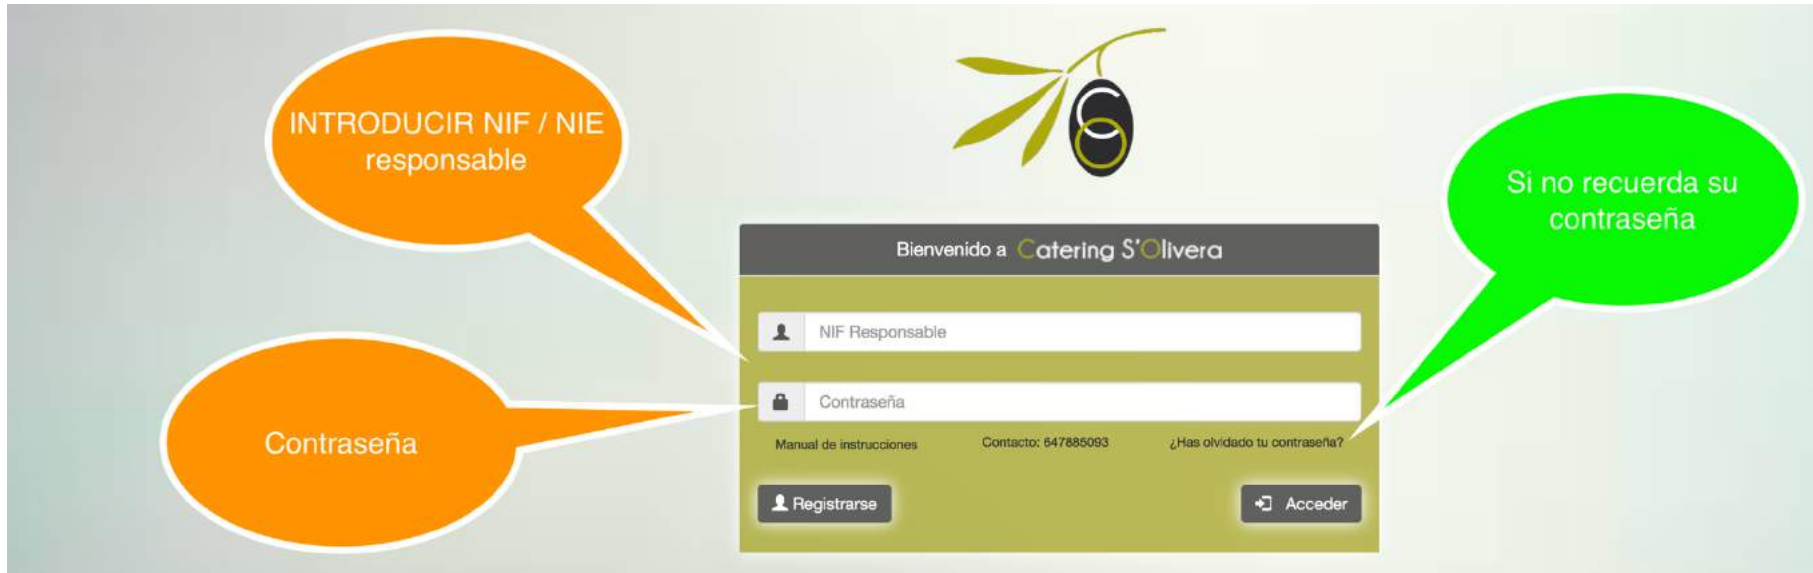 INTRODUCIR NIF / NIE
responsable
Si no recuerda su
contraseña
Bienvenido a Catering S'Olivera
NIF Responsable
Contraseña
Contraseña
Manual de instrucciones
Contacto: 647885093
¿Has olvidado tu contraseña?
Registrarse
Acceder